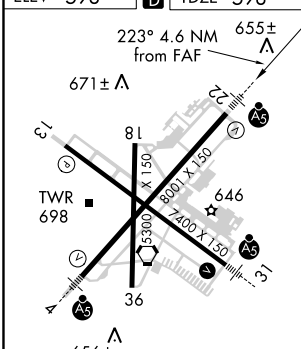 ELEV 598
D
TDZE 598
655±
223° 4.6 NM
from FAF
671±
22
A5
V
13
18
P
8001 X 150
TWR
698
646
5300 X 150
7400 X 150
V
V
A5
31
4
A5
36
656±